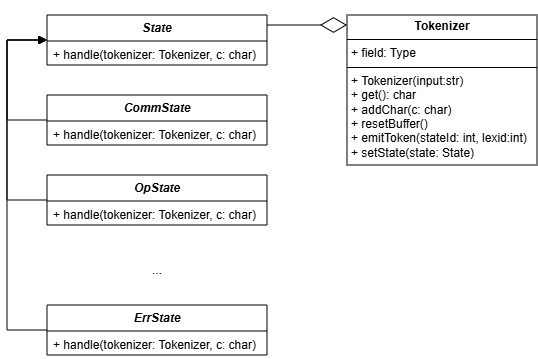 State
+ handle(tokenizer: Tokenizer, c: char)
Tokenizer
+ field: Type
+ Tokenizer(input:str)
+ get(): char
+ addChar(c: char)
+ resetBuffer()
+ emitToken(stateId: int, lexid:int)
+ setState(state: State)
CommState
+ handle(tokenizer: Tokenizer, c: char)
OpState
+ handle(tokenizer: Tokenizer, c: char)
...
ErrState
+ handle(tokenizer: Tokenizer, c: char)